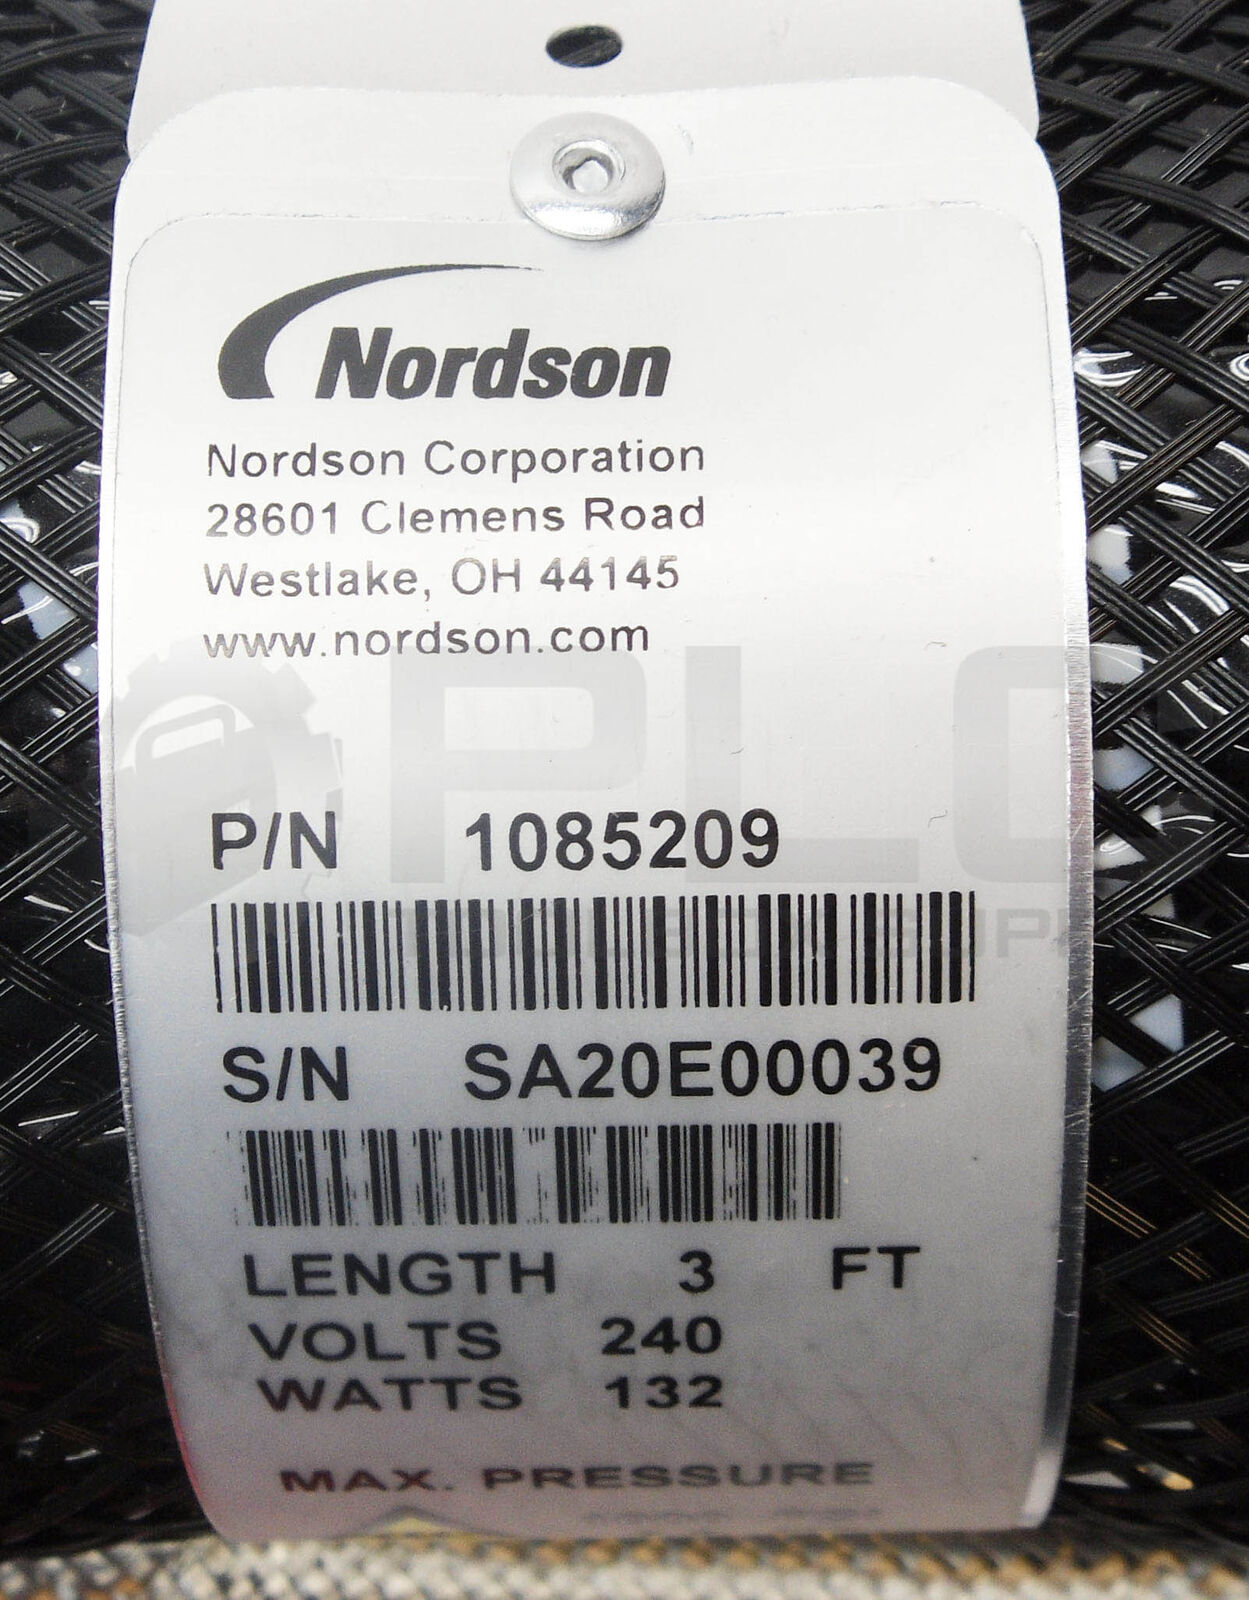 Nordson
Nordson Corporation
28601 Clemens Road
Westlake, OH 44145
www.nordson.com
PLC
P/N 1085209
S/N SA20E00039
LENGTH 3 FT
VOLTS 240
WATTS 132
MAX. PRESSURE